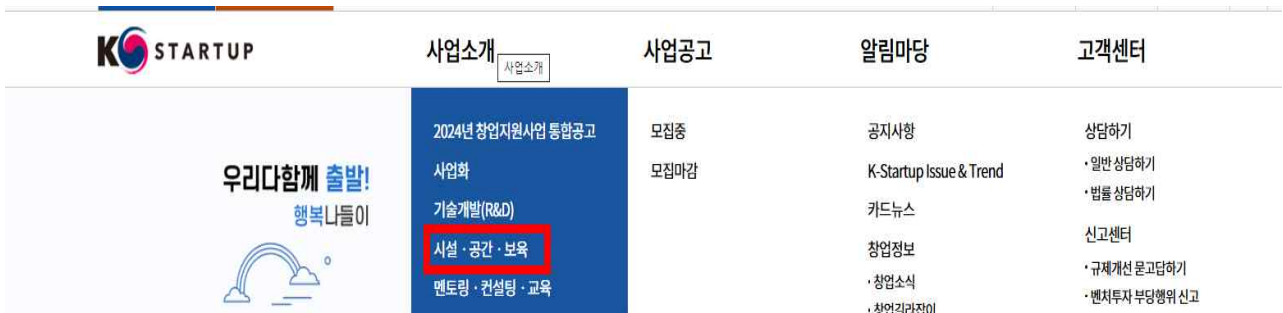 K STARTUP
사업소개
사업소개
사업공고
알림마당
고객센터
우리다함께 출발!
행복나들이
2024년 창업지원사업 통합공고
사업화
기술개발(R&D)
시설·공간·보육
멘토링·컨설팅·교육
모집중
모집마감
공지사항
K-Startup Issue & Trend
카드뉴스
창업정보
· 창업소식
· 창업길라잡이
상담하기
· 일반 상담하기
· 법률 상담하기
신고센터
· 규제개선 묻고답하기
· 벤처투자 부당행위 신고